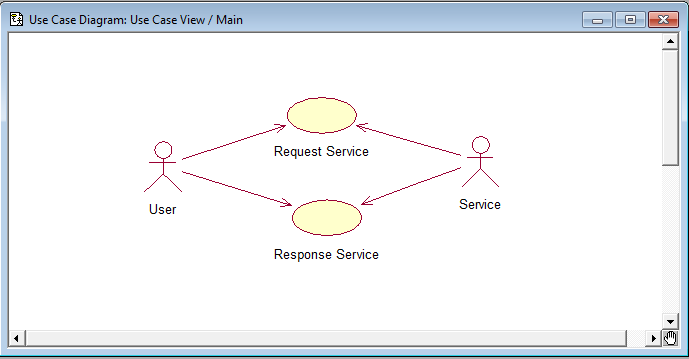 Use Case Diagram: Use Case View / Main
Request Service
User
Service
Response Service